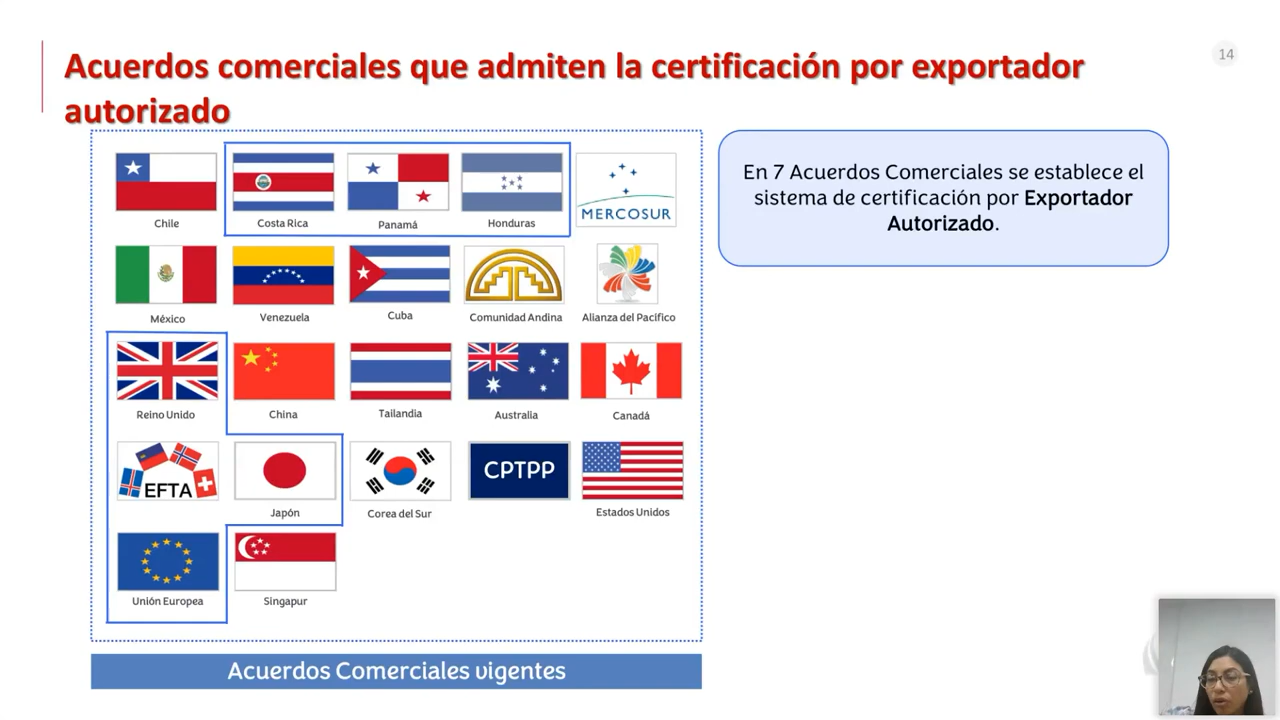 Acuerdos comerciales que admiten la certificación por exportador
autorizado
14
Chile
Costa Rica
Panamá
Honduras
MERCOSUR
México
Venezuela
Cuba
Comunidad Andina
Alianza del Pacifico
Reino Unido
China
Tailandia
Australia
Canadá
EFTA
Japón
Corea del Sur
CPTPP
Estados Unidos
Unión Europea
Singapur
Acuerdos Comerciales vigentes
En 7 Acuerdos Comerciales se establece el
sistema de certificación por Exportador
Autorizado.